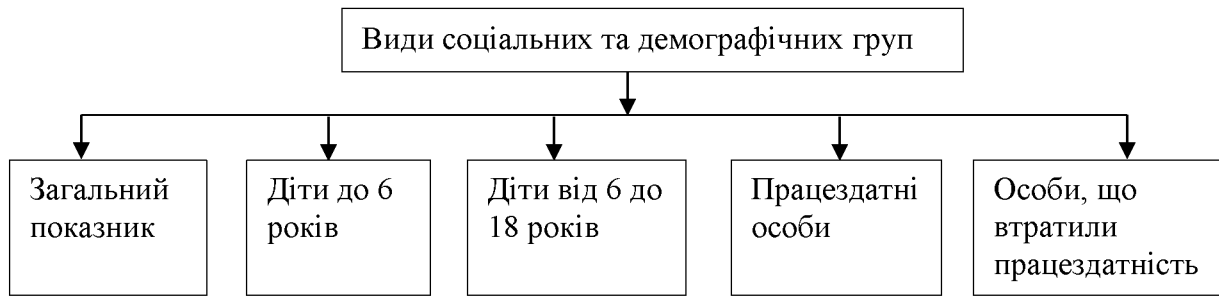 Види соціальних та демографічних груп
Загальний
показник
Діти до 6
років
Діти від 6 до
18 років
Працездатні
особи
Особи, що
втратили
працездатність